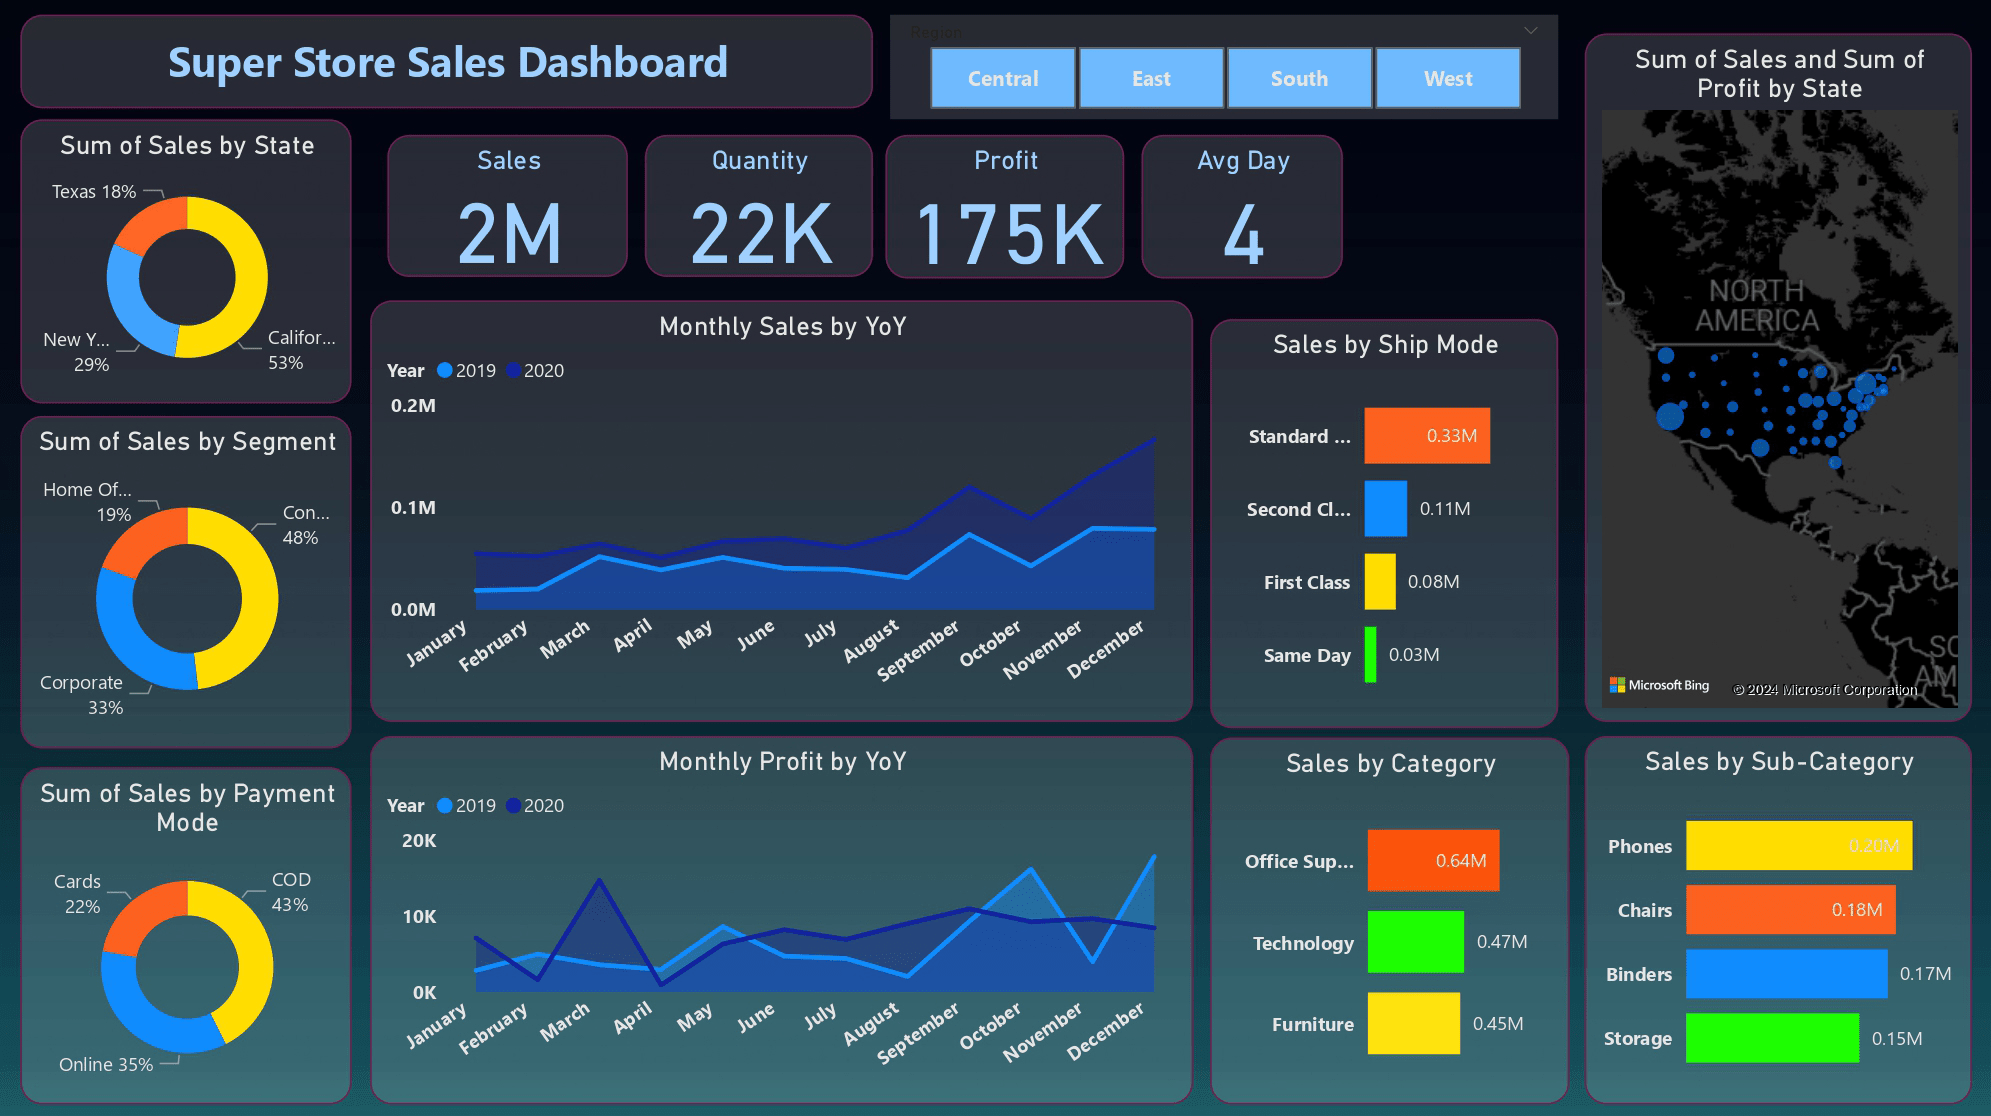 Super Store Sales Dashboard
Region
Central
East
South
West
Sum of Sales and Sum of
Profit by State
NORTH
AMERICA
SO
AM
Microsoft Bing
© 2024 Microsoft Corporation
Sum of Sales by State
Texas 18%
New Y...
29%
Califor...
53%
Sales
2M
Quantity
22K
Profit
175K
Avg Day
4
Monthly Sales by YoY
Year 2019 2020
0.2M
0.1M
0.0M
January
February
March
April
May
June
July
August
September
October
November
December
Sales by Ship Mode
Standard ...
0.33M
Second Cl...
0.11M
First Class
0.08M
Same Day
0.03M
Sum of Sales by Segment
Home Of...
19%
Con...
48%
Corporate
33%
Sum of Sales by Payment
Mode
Cards
22%
COD
43%
Online 35%
Monthly Profit by YoY
Year 2019 2020
20K
10K
0K
January
February
March
April
May
June
July
August
September
October
November
December
Sales by Category
Office Sup...
0.64M
Technology
0.47M
Furniture
0.45M
Sales by Sub-Category
Phones
0.20M
Chairs
0.18M
Binders
0.17M
Storage
0.15M